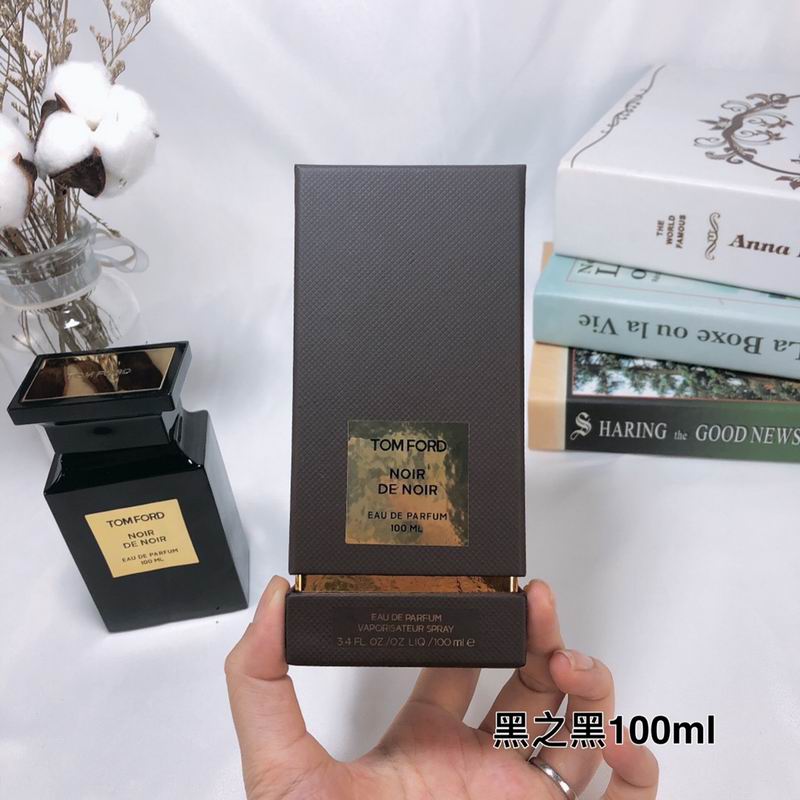 TOM FORD
NOIR
DE NOIR
EAU DE PARFUM
100 ML
EAU DE PARFUM
VAPORISATEUR SPRAY
3.4 FL. OZ./OZ. LIQ./100 ml e
TOM FORD
TOM FORD
NOIR
DE NOIR
EAU DE PARFUM
100 ML
THE
WORLD
FAMOUS
Anna
La Boxe ou la Vie
SHARING the GOOD NEWS
黑之黑100ml